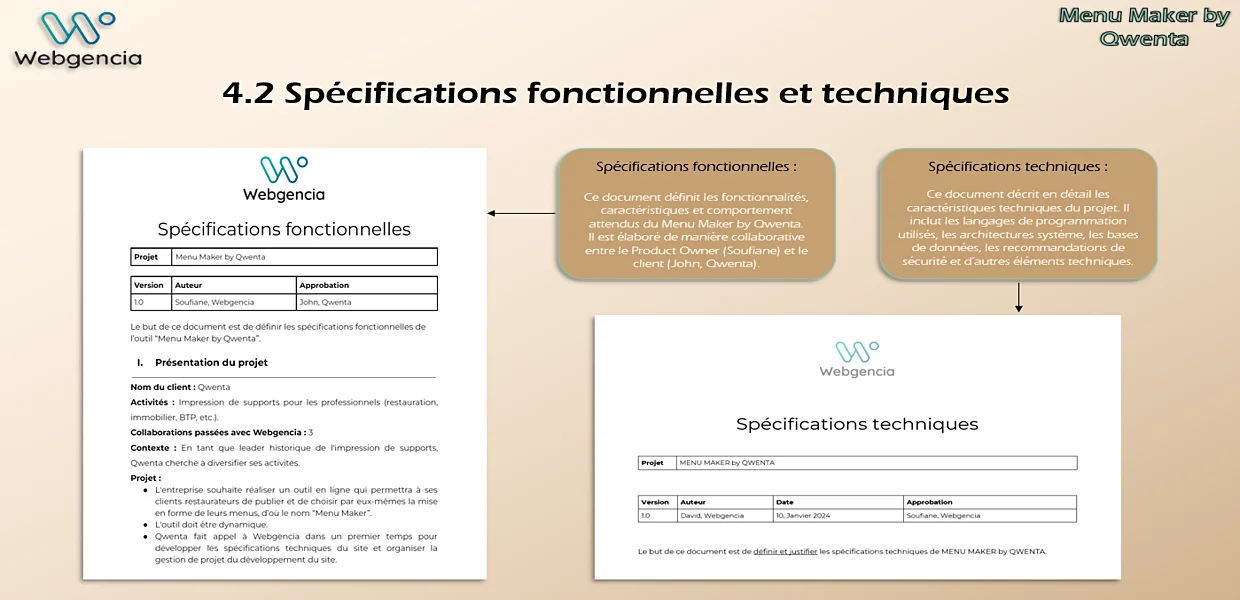 Webgencia
Menu Maker by
Qwenta
4.2 Spécifications fonctionnelles et techniques
Webgencia
Spécifications fonctionnelles
Projet Menu Maker by Qwenta
Version Auteur Approbation
1.0 Soufiane, Webgencia John, Qwenta
Le but de ce document est de définir les spécifications fonctionnelles de
l'outil "Menu Maker by Qwenta".
I. Présentation du projet
Nom du client : Qwenta
Activités : Impression de supports pour les professionnels (restauration,
immobilier, BTP, etc.).
Collaborations passées avec Webgencia : 3
Contexte : En tant que leader historique de l'impression de supports,
Qwenta cherche à diversifier ses activités.
Projet :
● L'entreprise souhaite réaliser un outil en ligne qui permettra à ses
clients restaurateurs de publier et de choisir par eux-mêmes la mise
en forme de leurs menus, d'où le nom "Menu Maker".
● L'outil doit être dynamique.
● Qwenta fait appel à Webgencia dans un premier temps pour
développer les spécifications techniques du site et organiser la
gestion de projet du développement du site.
Spécifications fonctionnelles :
Ce document définit les fonctionnalités,
caractéristiques et comportement
attendus du Menu Maker by Qwenta.
Il est élaboré de manière collaborative
entre le Product Owner (Soufiane) et le
client (John, Qwenta).
Spécifications techniques :
Ce document décrit en détail les
caractéristiques techniques du projet. Il
inclut les langages de programmation
utilisés, les architectures système, les bases
de données, les recommandations de
sécurité et d'autres éléments techniques.
Webgencia
Spécifications techniques
Projet MENU MAKER by QWENTA
Version Auteur Date Approbation
1.0 David, Webgencia 10, Janvier 2024 Soufiane, Webgencia
Le but de ce document est de définir et justifier les spécifications techniques de MENU MAKER by QWENTA.